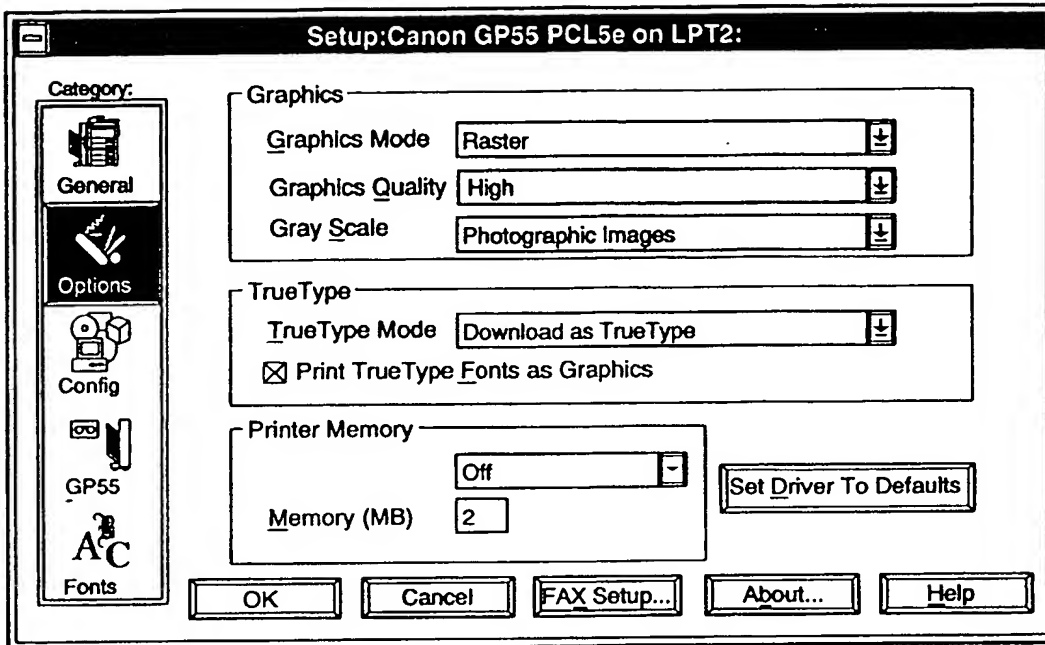 Setup:Canon GP55 PCL5e on LPT2:
Category:
General
Options
Config
GP55
Fonts
Graphics
Graphics Mode Raster
Graphics Quality High
Gray Scale Photographic Images
TrueType
TrueType Mode Download as TrueType
Print TrueType Fonts as Graphics
Printer Memory
Off
Memory (MB) 2
Set Driver To Defaults
OK Cancel FAX Setup... About... Help